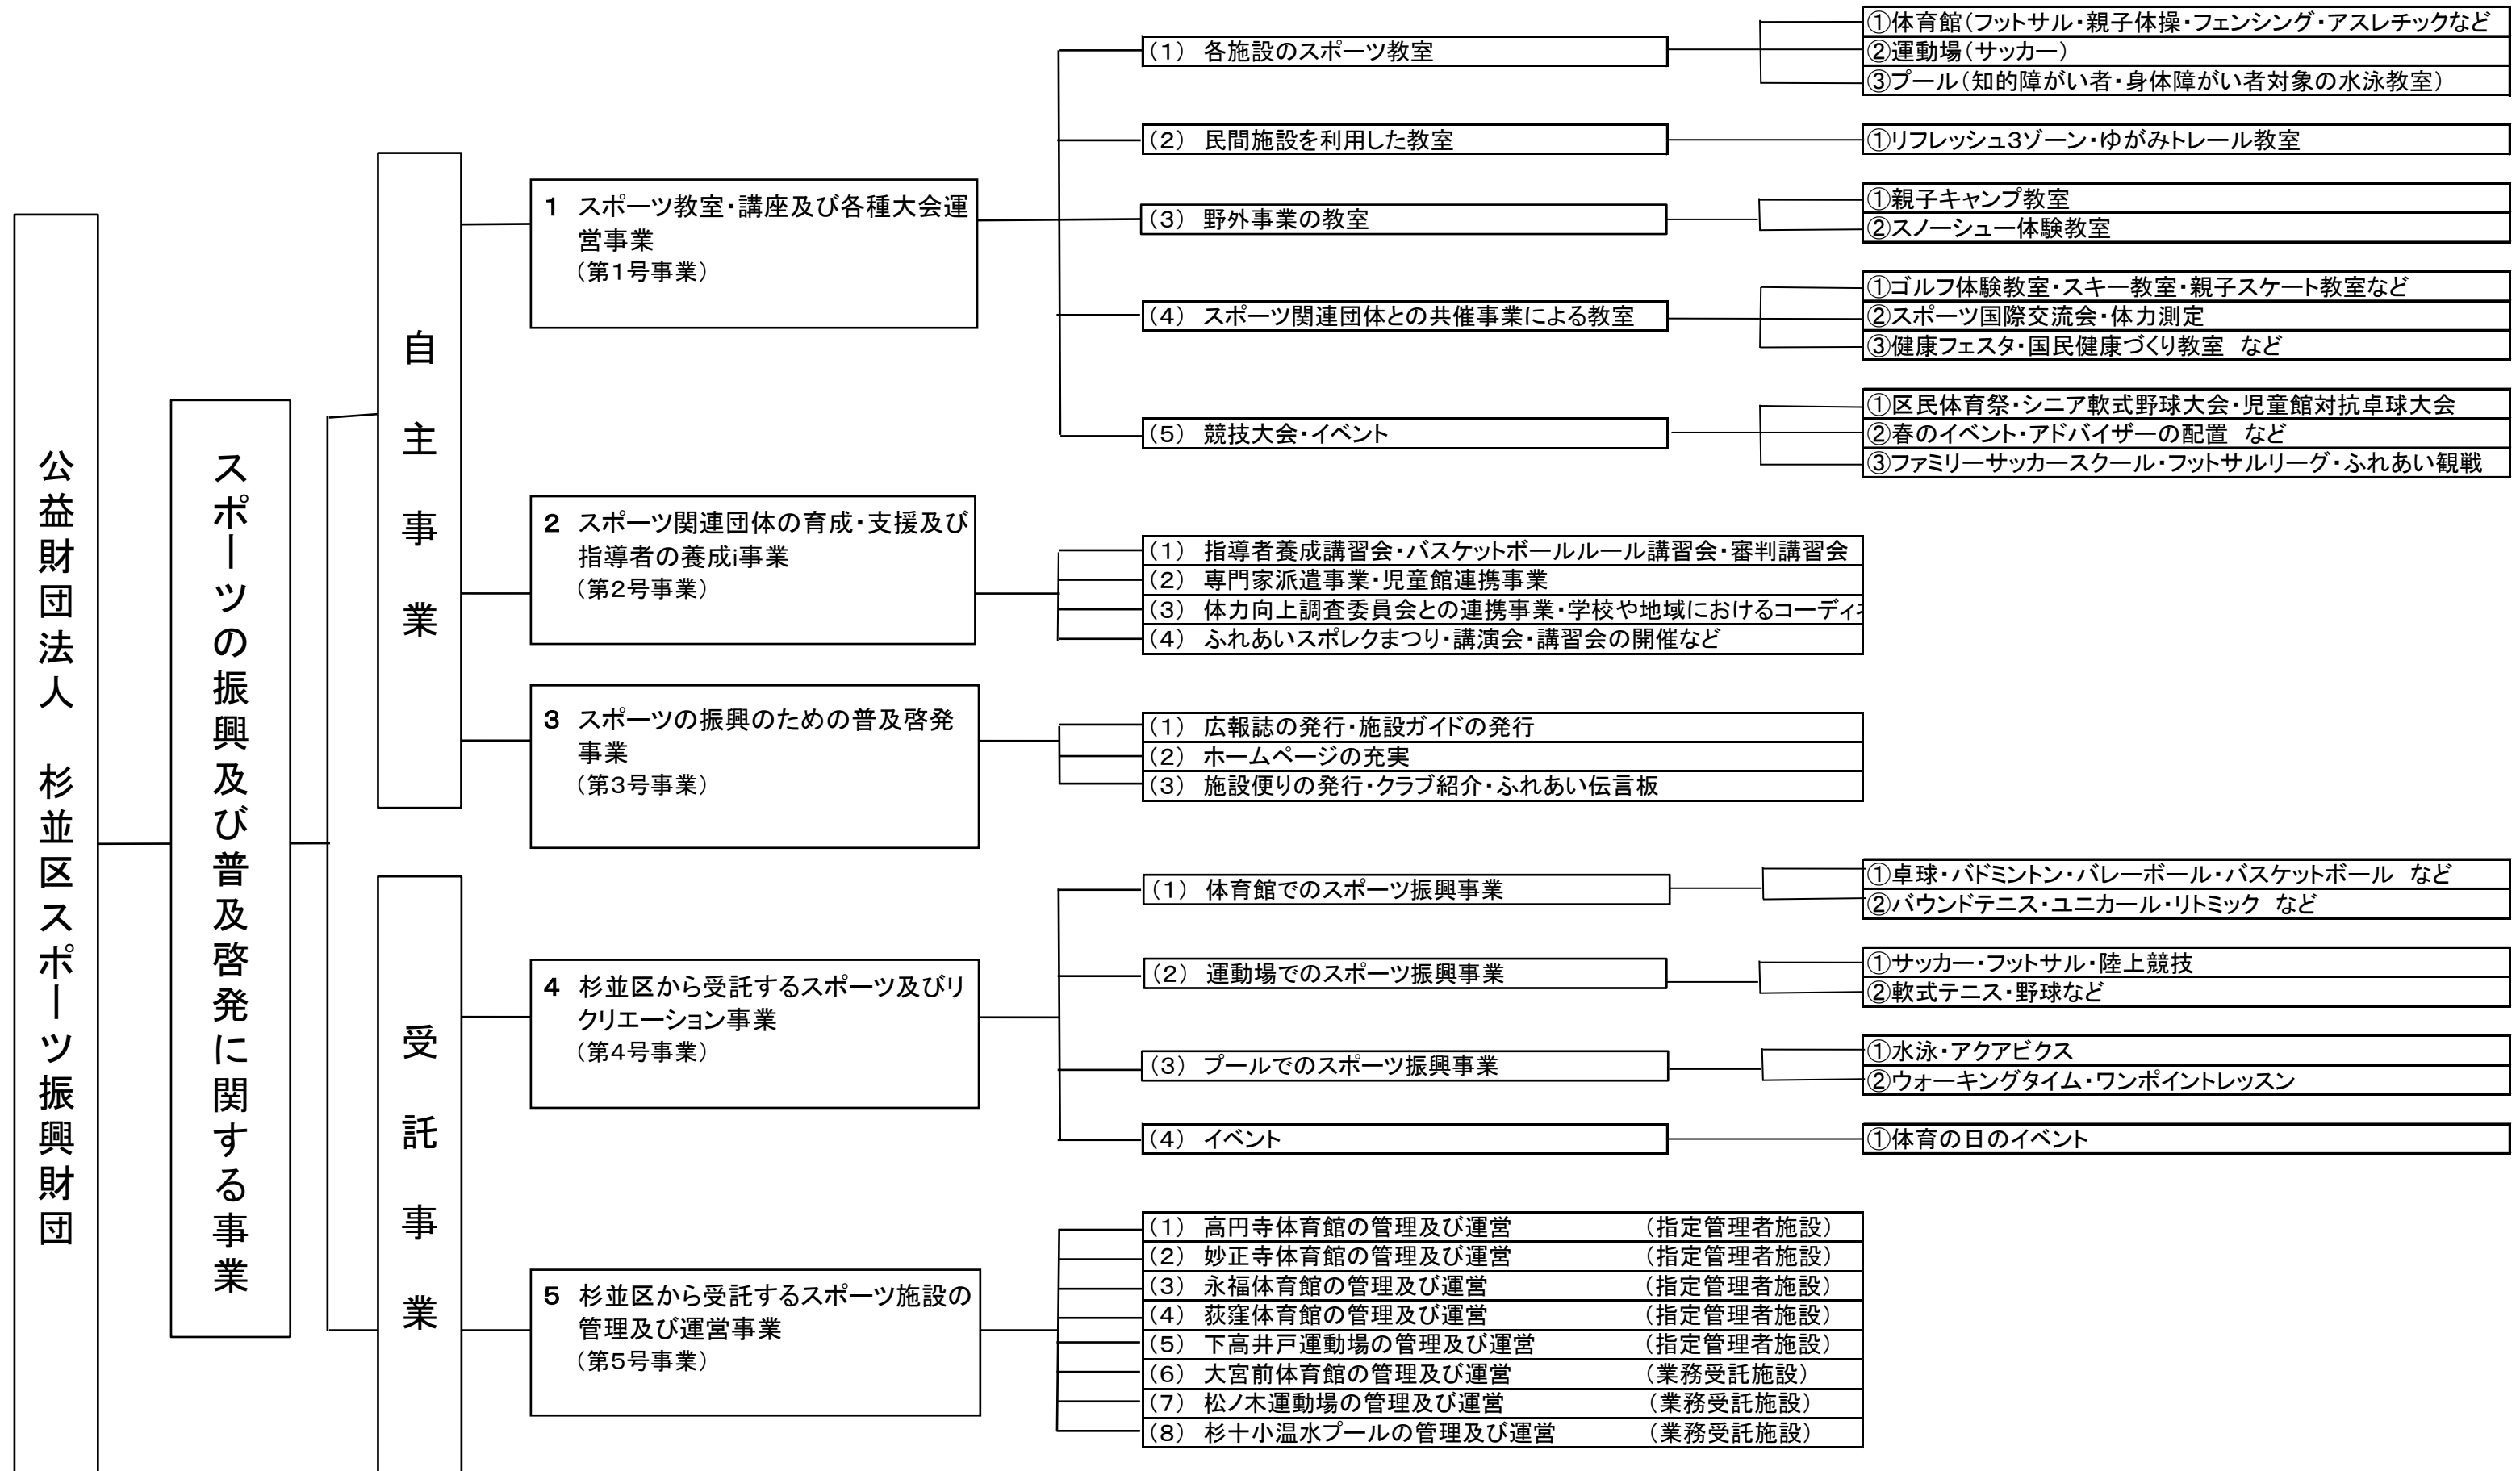 公益財団法人　杉並区スポーツ振興財団
スポーツの振興及び普及啓発に関する事業
自主事業
1 スポーツ教室・講座及び各種大会運
営事業
（第１号事業）
（１） 各施設のスポーツ教室
①体育館（フットサル・親子体操・フェンシング・アスレチックなど
②運動場（サッカー）
③プール（知的障がい者・身体障がい者対象の水泳教室）
（２） 民間施設を利用した教室
①リフレッシュ３ゾーン・ゆがみトレール教室
（３） 野外事業の教室
①親子キャンプ教室
②スノーシュー体験教室
（４） スポーツ関連団体との共催事業による教室
①ゴルフ体験教室・スキー教室・親子スケート教室など
②スポーツ国際交流会・体力測定
③健康フェスタ・国民健康づくり教室　など
（５） 競技大会・イベント
①区民体育祭・シニア軟式野球大会・児童館対抗卓球大会
②春のイベント・アドバイザーの配置　など
③ファミリーサッカースクール・フットサルリーグ・ふれあい観戦
2 スポーツ関連団体の育成・支援及び
指導者の養成i事業
（第２号事業）
（１） 指導者養成講習会・バスケットボールルール講習会・審判講習会
（２） 専門家派遣事業・児童館連携事業
（３） 体力向上調査委員会との連携事業・学校や地域におけるコーディ
（４） ふれあいスポレクまつり・講演会・講習会の開催など
3 スポーツの振興のための普及啓発
事業
（第３号事業）
（１） 広報誌の発行・施設ガイドの発行
（２） ホームページの充実
（３） 施設便りの発行・クラブ紹介・ふれあい伝言板
受託事業
4 杉並区から受託するスポーツ及びリ
クリエーション事業
（第４号事業）
（１） 体育館でのスポーツ振興事業
①卓球・バドミントン・バレーボール・バスケットボール　など
②バウンドテニス・ユニカール・リトミック　など
（２） 運動場でのスポーツ振興事業
①サッカー・フットサル・陸上競技
②軟式テニス・野球など
（３） プールでのスポーツ振興事業
①水泳・アクアビクス
②ウォーキングタイム・ワンポイントレッスン
（４） イベント
①体育の日のイベント
5 杉並区から受託するスポーツ施設の
管理及び運営事業
（第５号事業）
（１） 高円寺体育館の管理及び運営　（指定管理者施設）
（２） 妙正寺体育館の管理及び運営　（指定管理者施設）
（３） 永福体育館の管理及び運営　（指定管理者施設）
（４） 荻窪体育館の管理及び運営　（指定管理者施設）
（５） 下高井戸運動場の管理及び運営　（指定管理者施設）
（６） 大宮前体育館の管理及び運営　（業務受託施設）
（７） 松ノ木運動場の管理及び運営　（業務受託施設）
（８） 杉十小温水プールの管理及び運営　（業務受託施設）